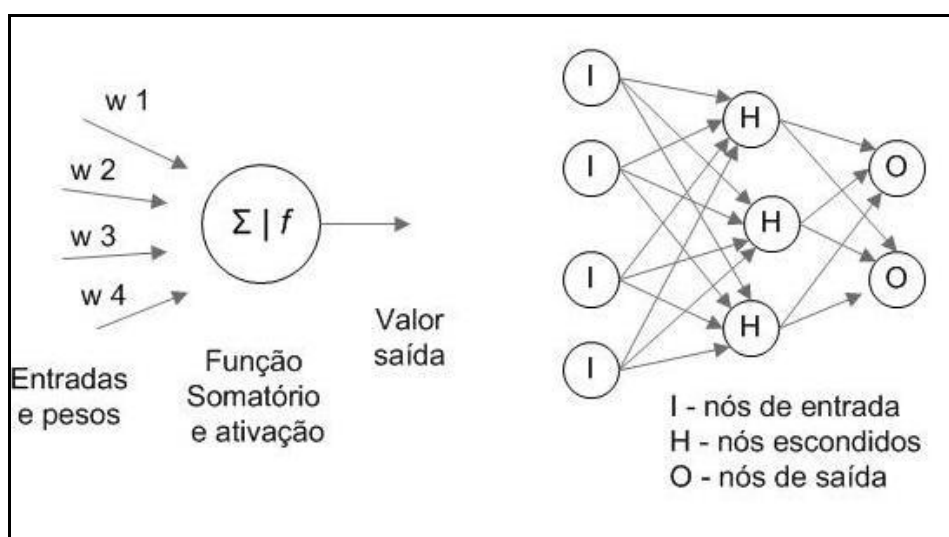 w 1
w 2
w 3
w 4
Entradas
e pesos
Σ | f
Função
Somatório
e ativação
Valor
saída
I
I
I
I
H
H
H
O
O
I - nós de entrada
H - nós escondidos
O - nós de saída